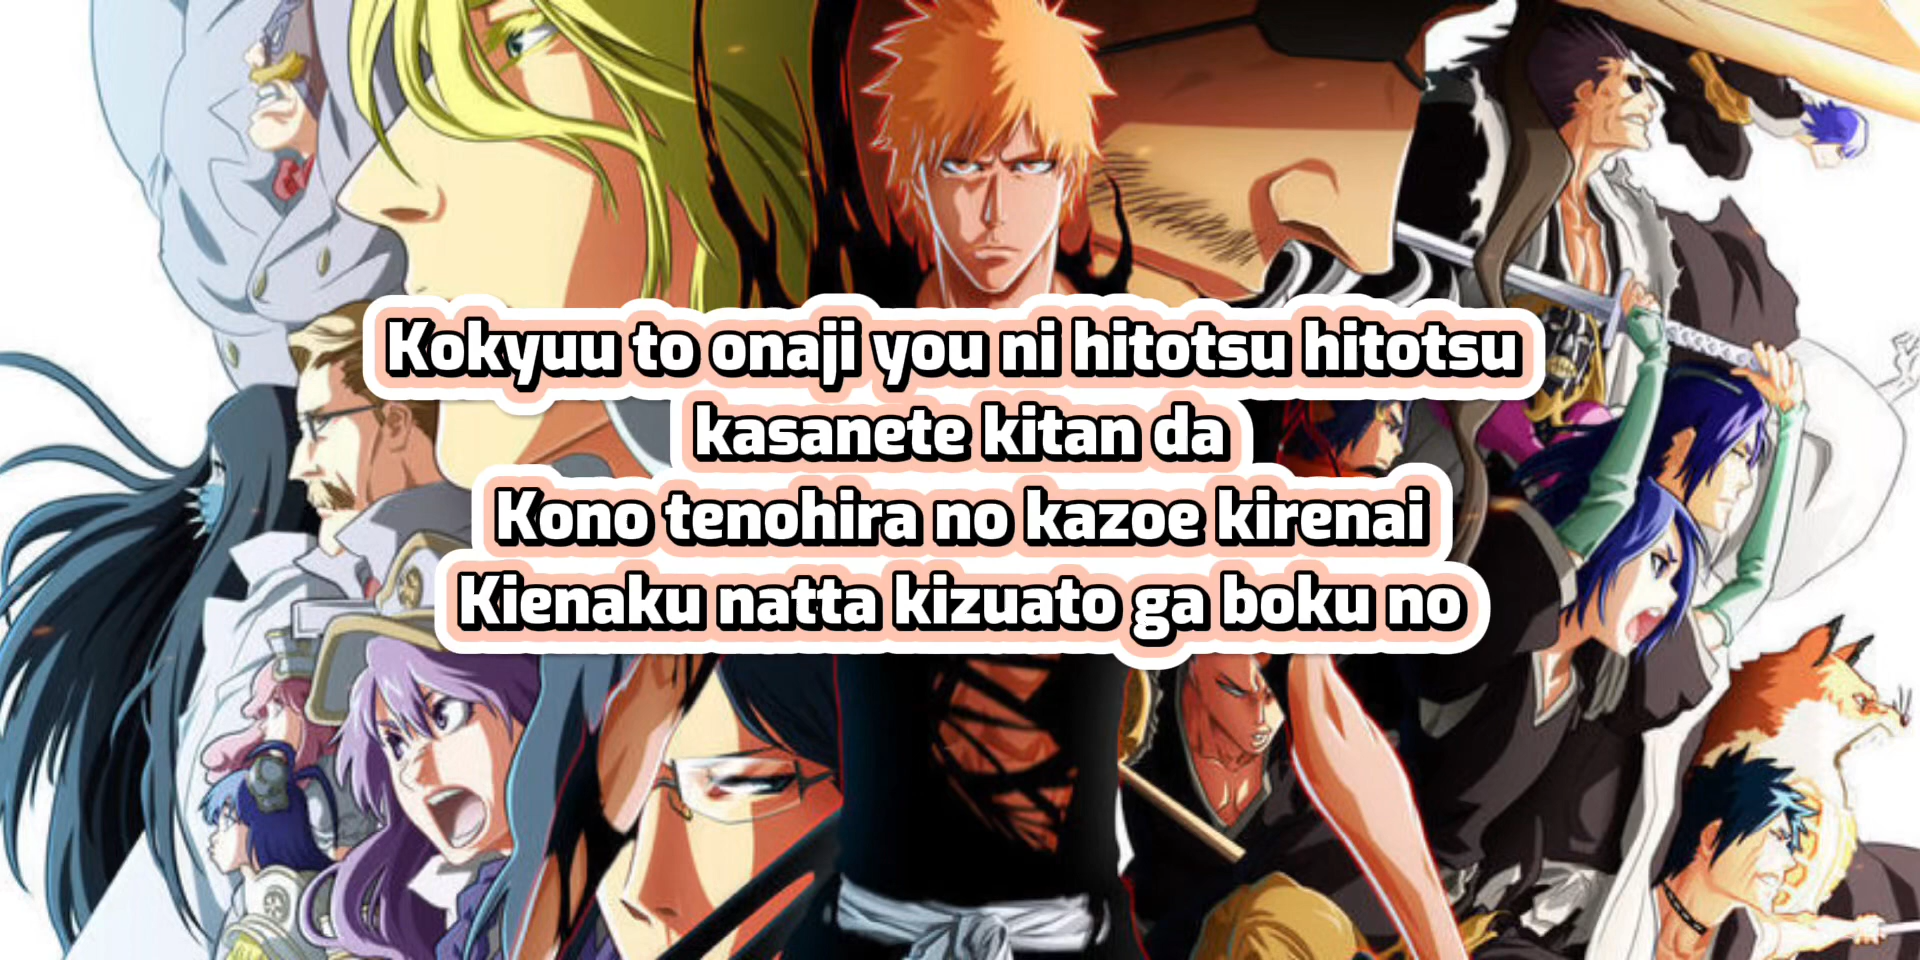 Kokyuu to onaji you ni hitotsu hitotsu
kasanete kitan da
Kono tenohira no kazoe kirenai
Kienaku natta kizuato ga boku no